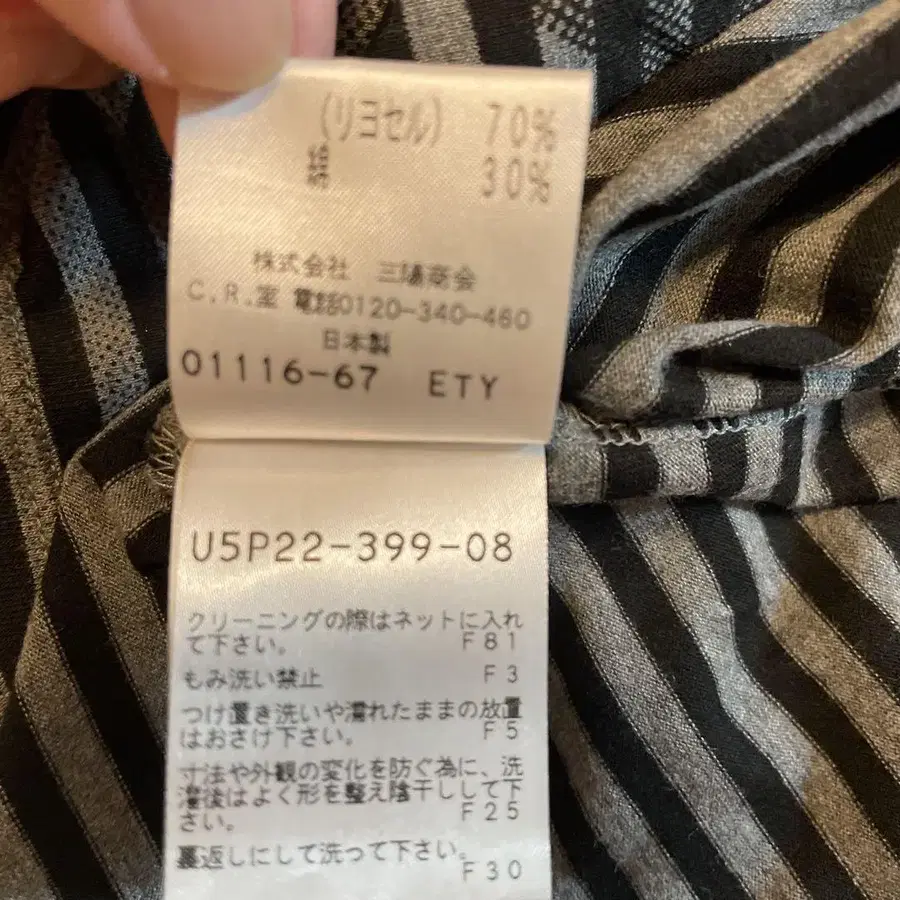 (リヨセル) 70%
綿 30%
株式会社 三陽商会
C.R.室 電話0120-340-460
日本製
01116-67 ETY
U5P22-399-08
クリーニングの際はネットに入れ
て下さい。 F81
もみ洗い禁止 F3
つけ置き洗いや濡れたままの放置
はおさけ下さい。 F5
寸法や外観の変化を防ぐ為に、洗
濯後はよく形を整え陰干しして下
さい。 F25
裏返しにして洗って下さい。
F30